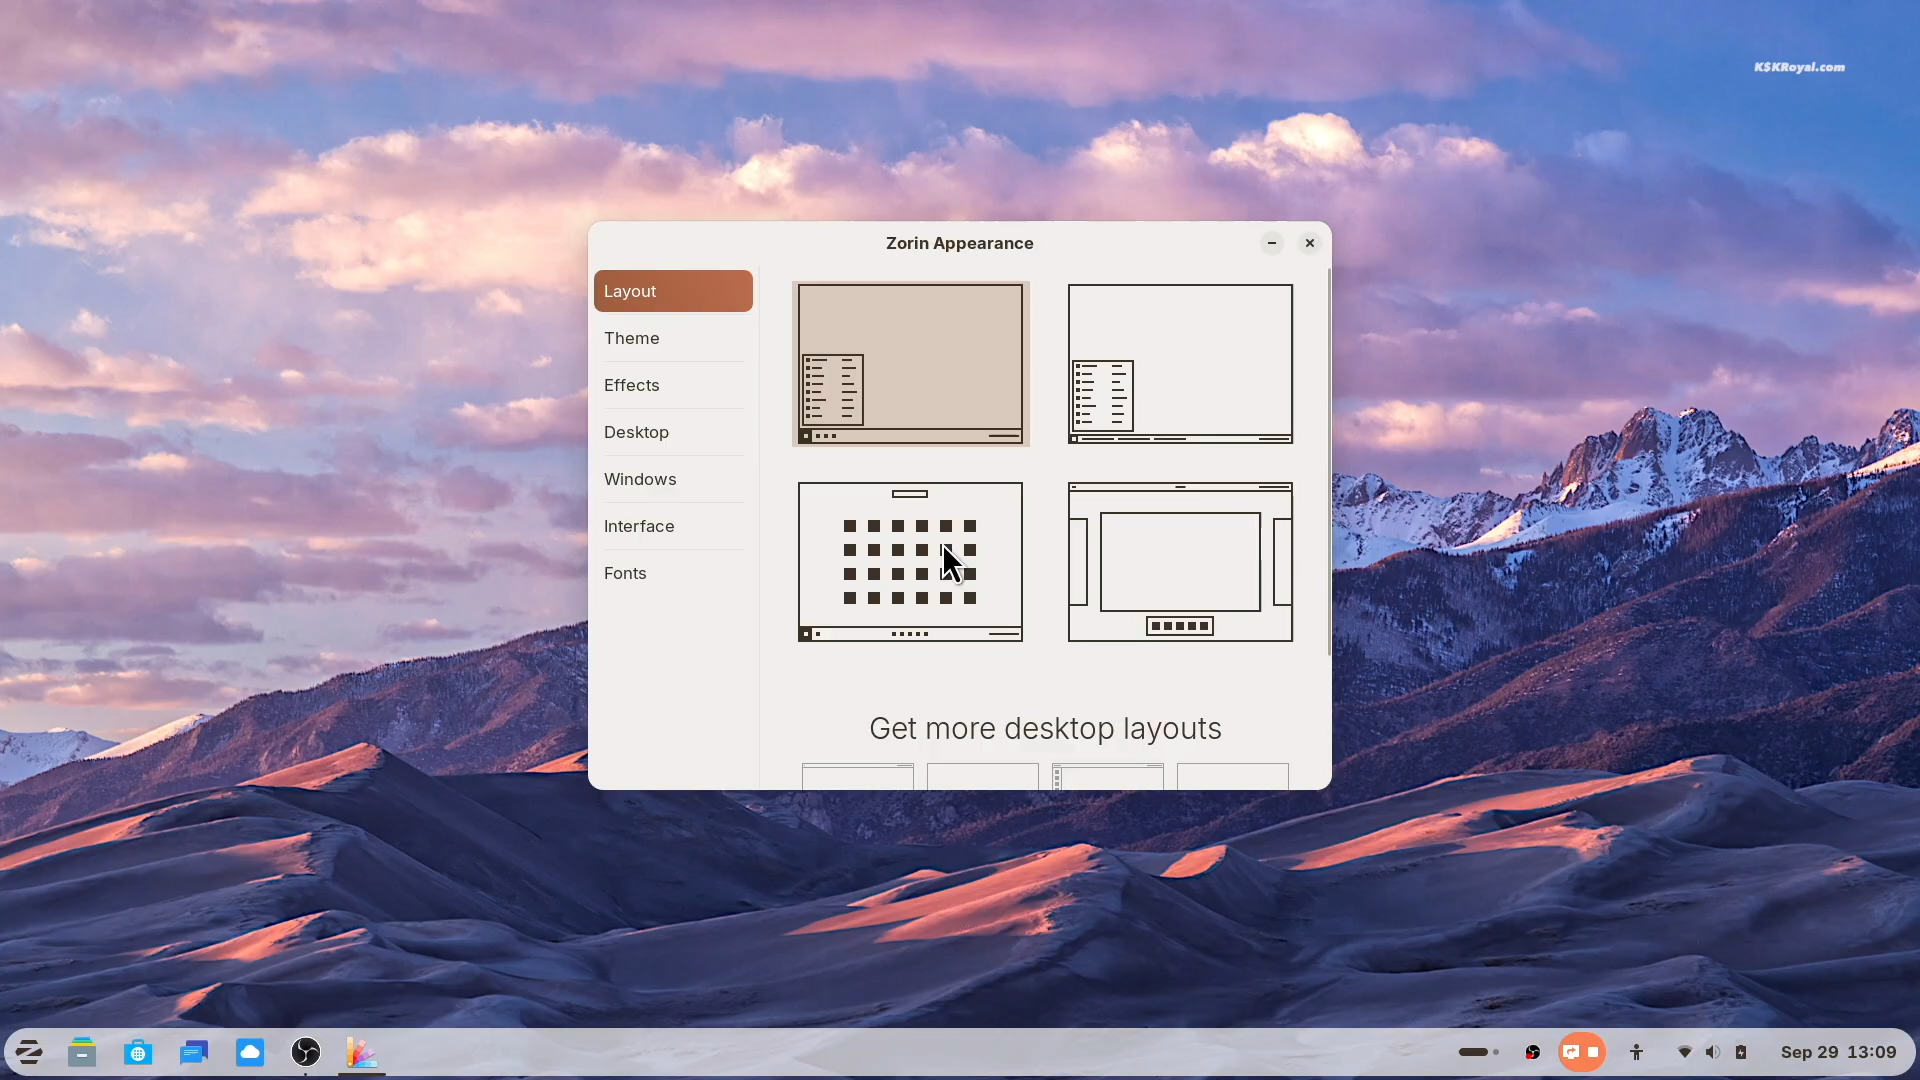 K$KRoyal.com
Zorin Appearance
Layout
Theme
Effects
Desktop
Windows
Interface
Fonts
Get more desktop layouts
Sep 29 13:09